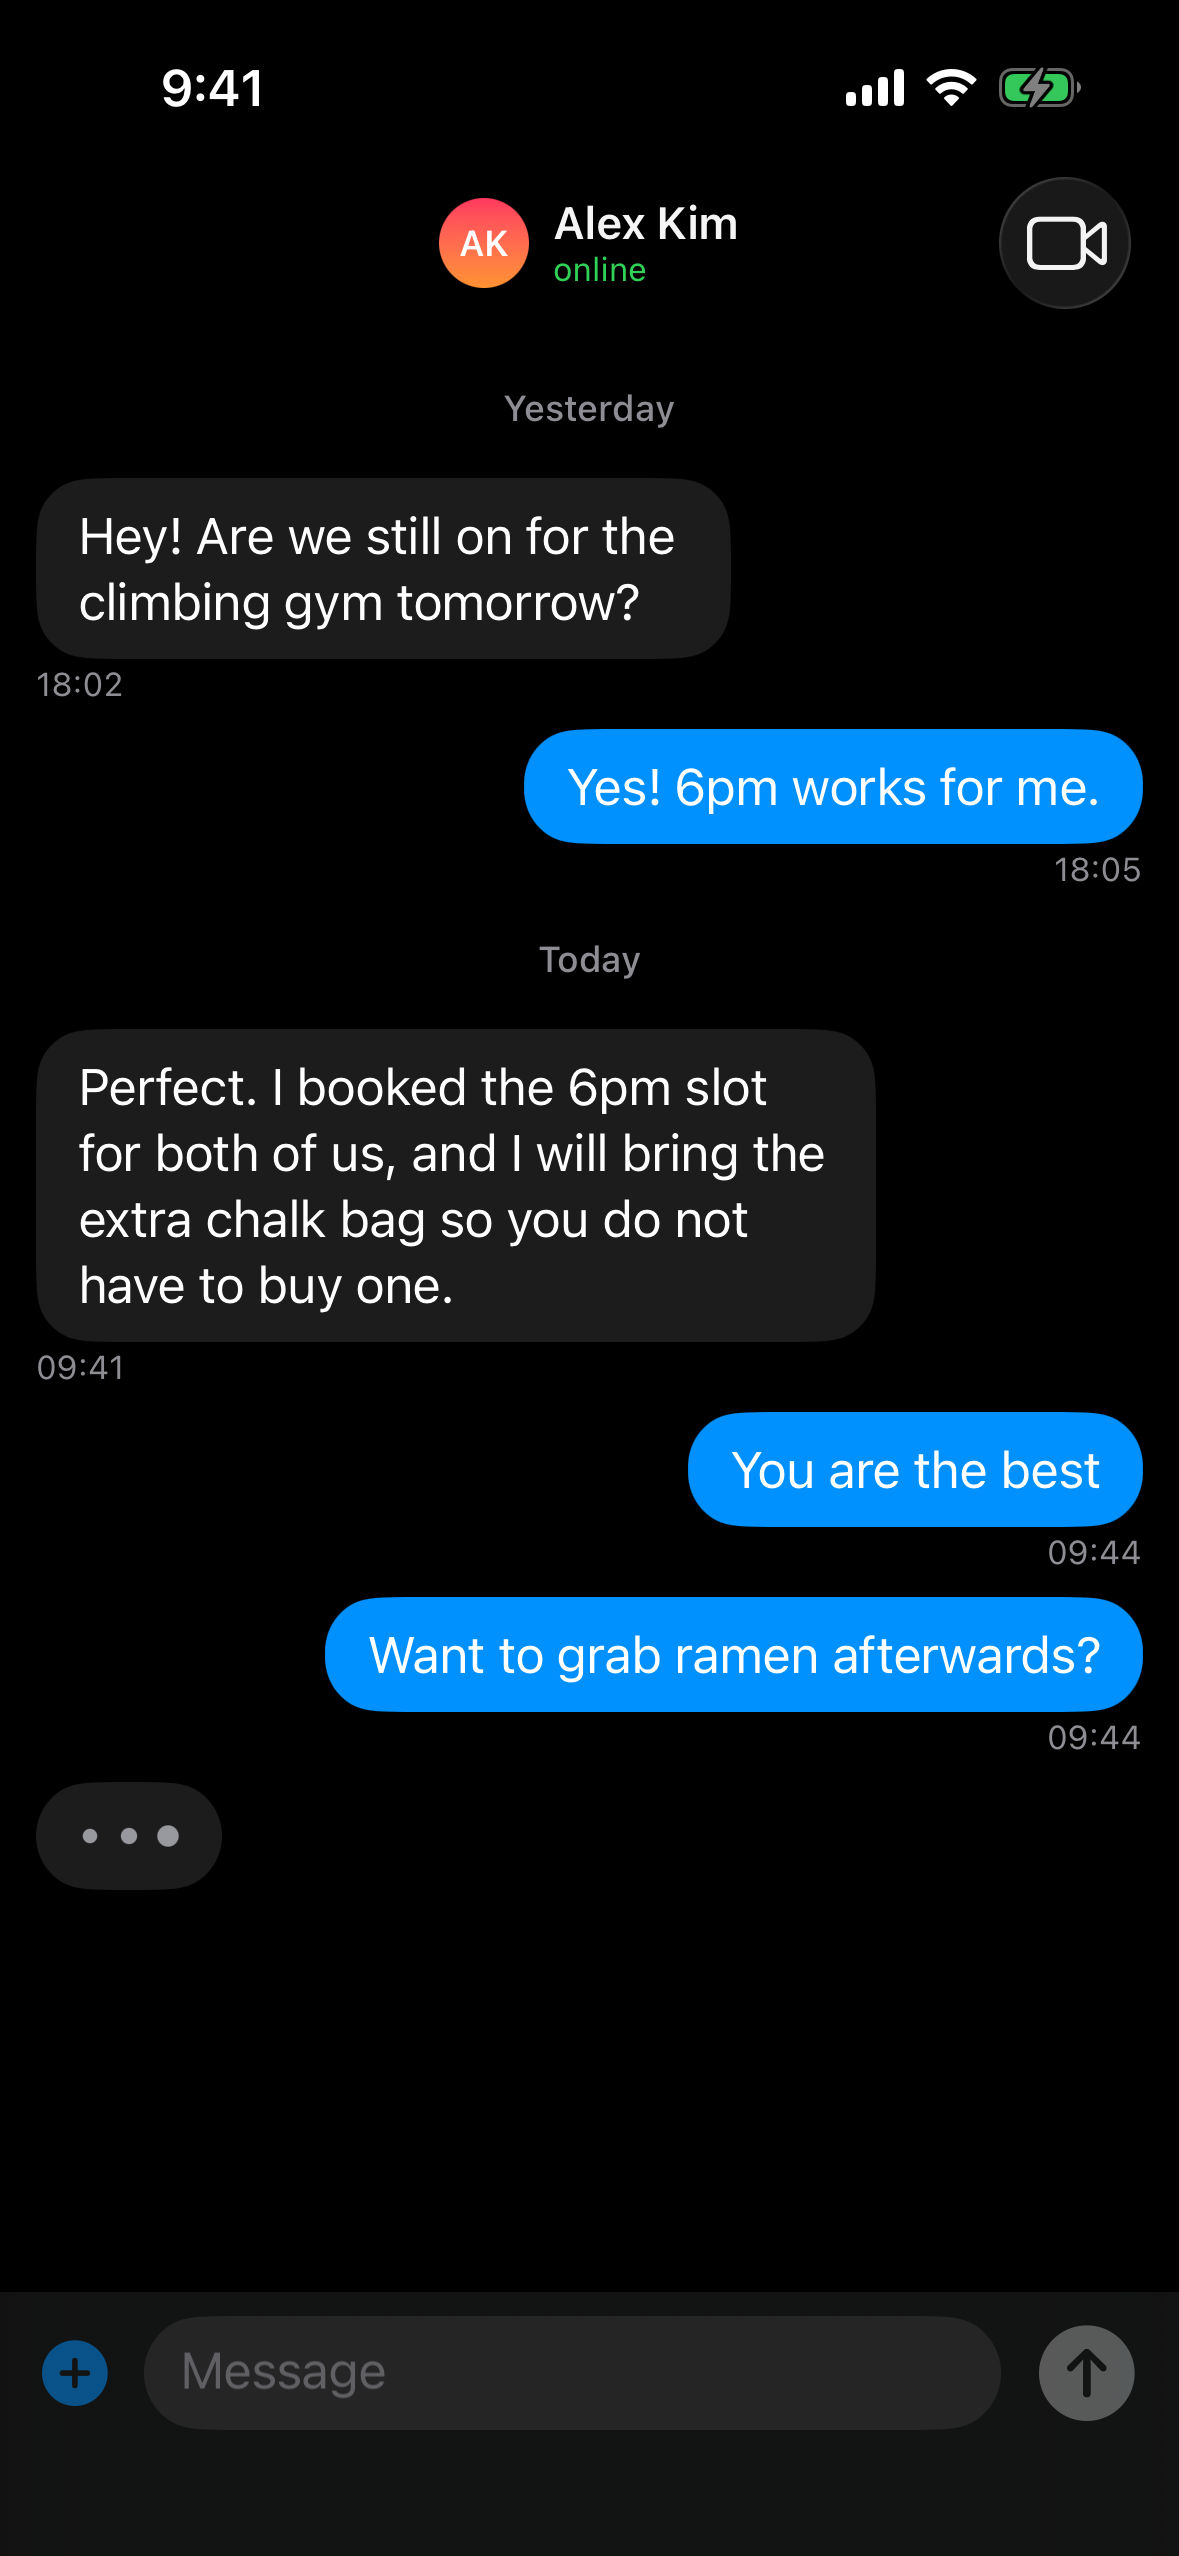 9:41
AK
Alex Kim
online
Yesterday
Hey! Are we still on for the
climbing gym tomorrow?
18:02
Yes! 6pm works for me.
18:05
Today
Perfect. I booked the 6pm slot
for both of us, and I will bring the
extra chalk bag so you do not
have to buy one.
09:41
You are the best
09:44
Want to grab ramen afterwards?
09:44
Message